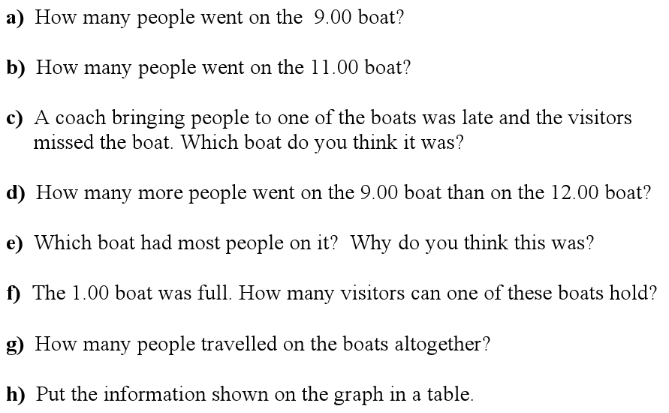 a) How many people went on the 9.00 boat?
b) How many people went on the 11.00 boat?
c) A coach bringing people to one of the boats was late and the visitors
missed the boat. Which boat do you think it was?
d) How many more people went on the 9.00 boat than on the 12.00 boat?
e) Which boat had most people on it? Why do you think this was?
f) The 1.00 boat was full. How many visitors can one of these boats hold?
g) How many people travelled on the boats altogether?
h) Put the information shown on the graph in a table.